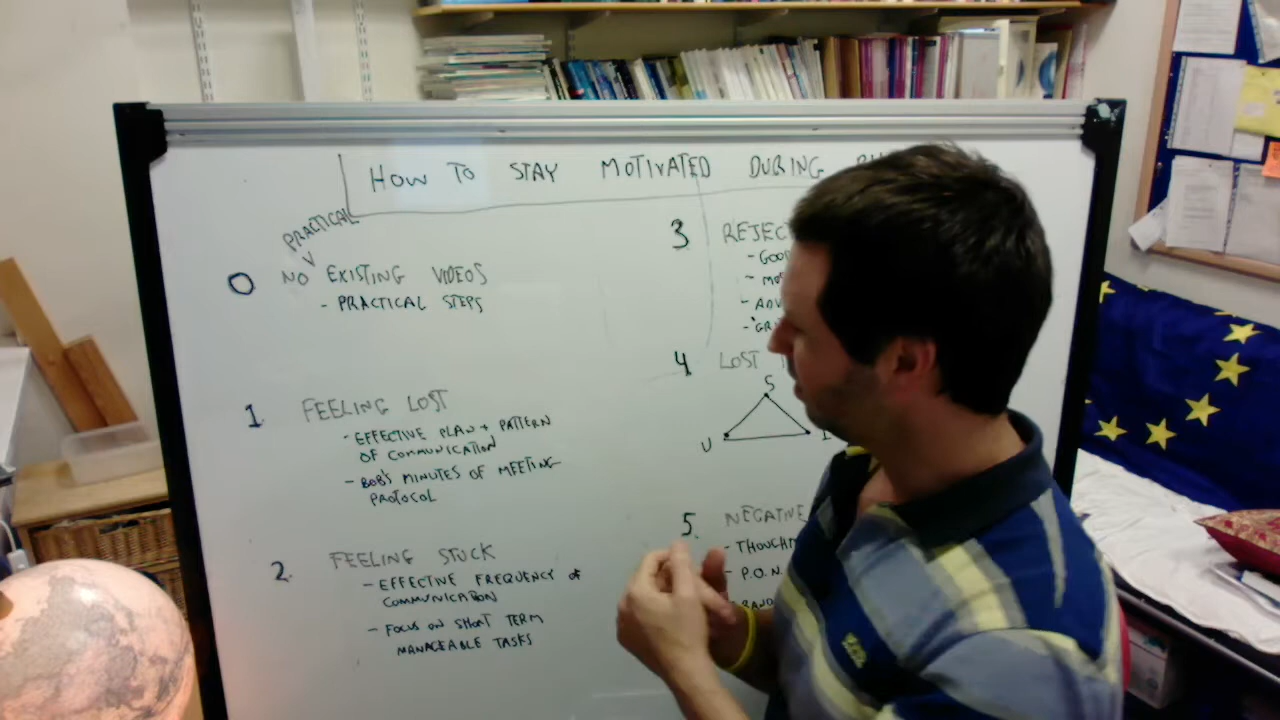 HOW TO STAY MOTIVATED DURING
PRACTICAL
0 NO EXISTING VIDEOS
- PRACTICAL STEPS
1. FEELING LOST
- EFFECTIVE PLAN + PATTERN
OF COMMUNICATION
- BOB'S MINUTES OF MEETING
PROTOCOL
2. FEELING STUCK
- EFFECTIVE FREQUENCY OF
COMMUNICATION
- FOCUS ON SHORT TERM
MANAGEABLE TASKS
3 REJEC
- GOO
- MO
- ADV
- GR
4 LOST
S
U
5. NEGATIVE
- THOUGH
- P.O.N.